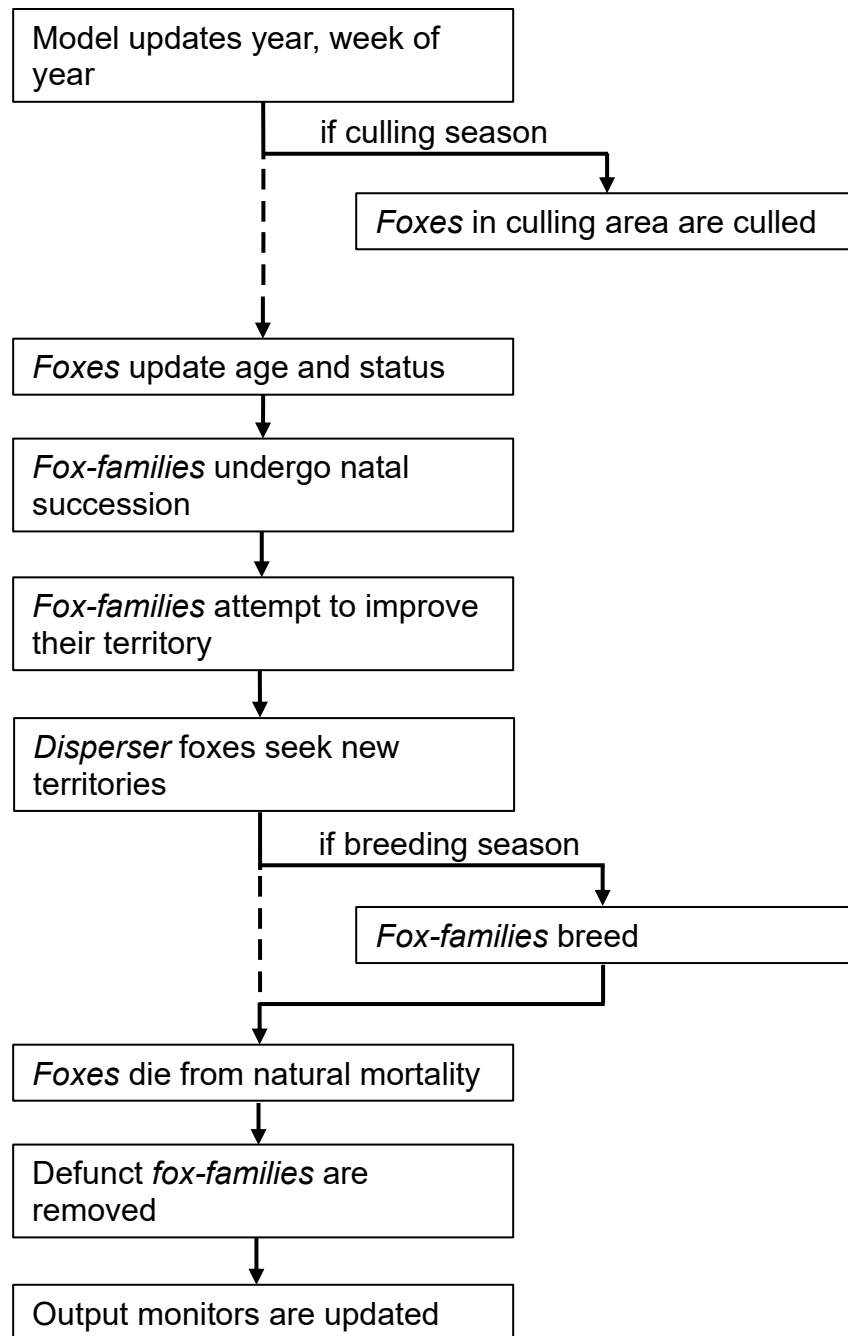 Model updates year, week of
year
if culling season
Foxes in culling area are culled
Foxes update age and status
Fox-families undergo natal
succession
Fox-families attempt to improve
their territory
Disperser foxes seek new
territories
if breeding season
Fox-families breed
Foxes die from natural mortality
Defunct fox-families are
removed
Output monitors are updated